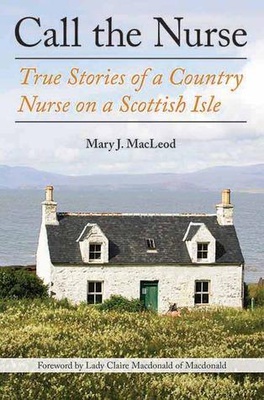 Call the Nurse
True Stories of a Country
Nurse on a Scottish Isle
Mary J. MacLeod
Foreword by Lady Claire Macdonald of Macdonald